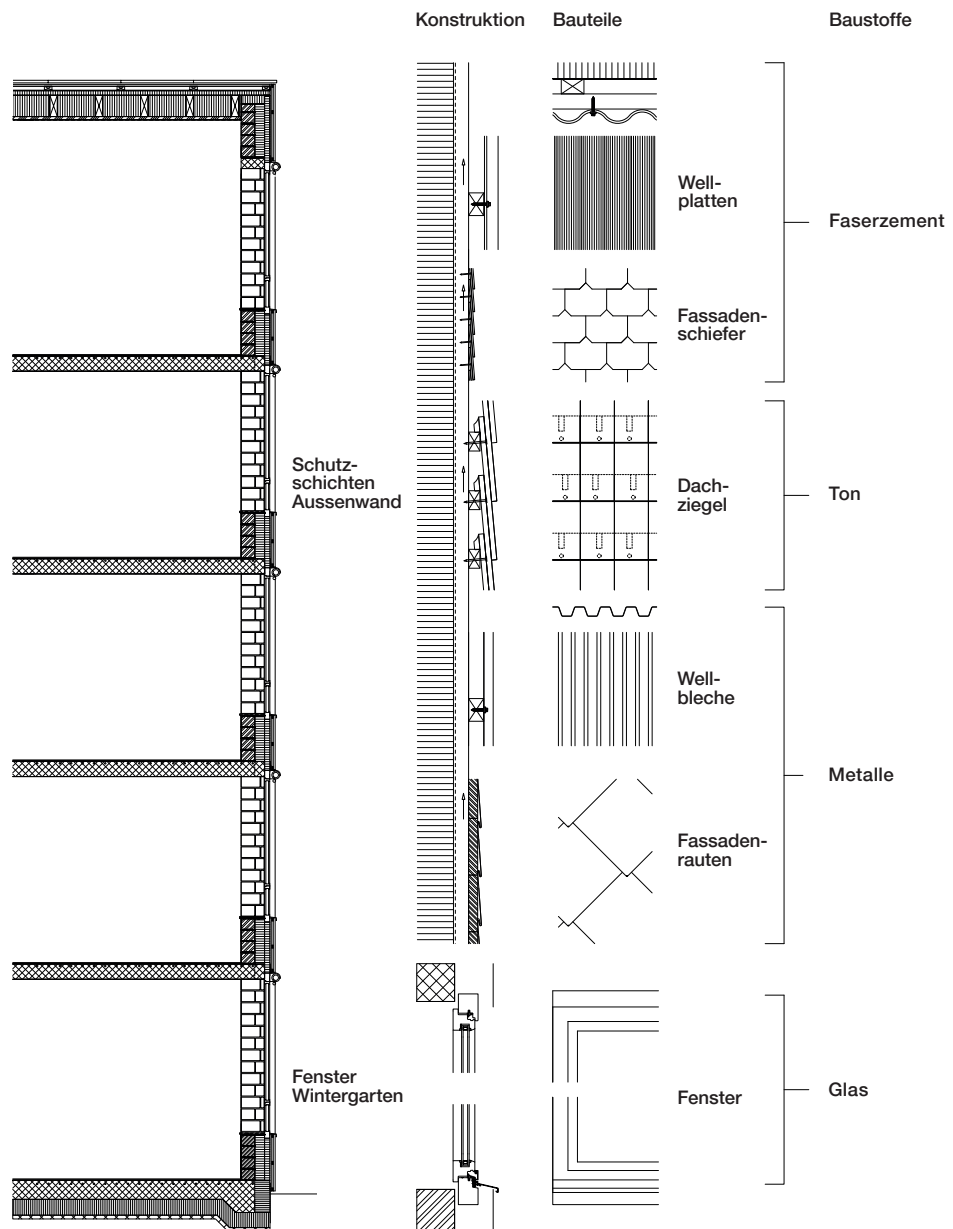 Konstruktion
Bauteile
Baustoffe
Well-
platten
Faserzement
Fassaden-
schiefer
Schutz-
schichten
Aussenwand
Dach-
ziegel
Ton
Well-
bleche
Metalle
Fassaden-
rauten
Fenster
Wintergarten
Fenster
Glas